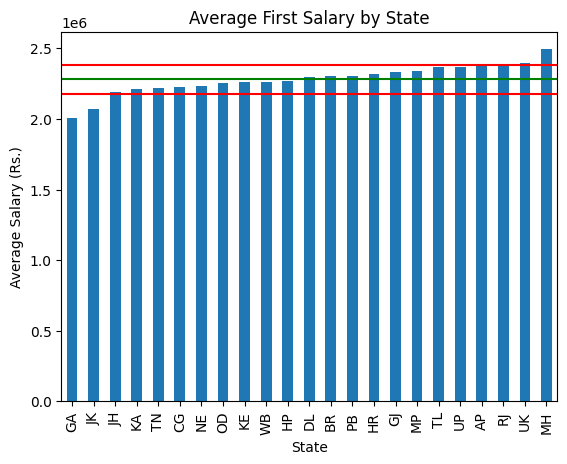 Average First Salary by State
1e6
2.5
2.0
1.5
1.0
0.5
0.0
Average Salary (Rs.)
GA JK JH KA TN CG NE OD KE WB HP DL BR PB HR GJ MP TL UP AP RJ UK MH
State